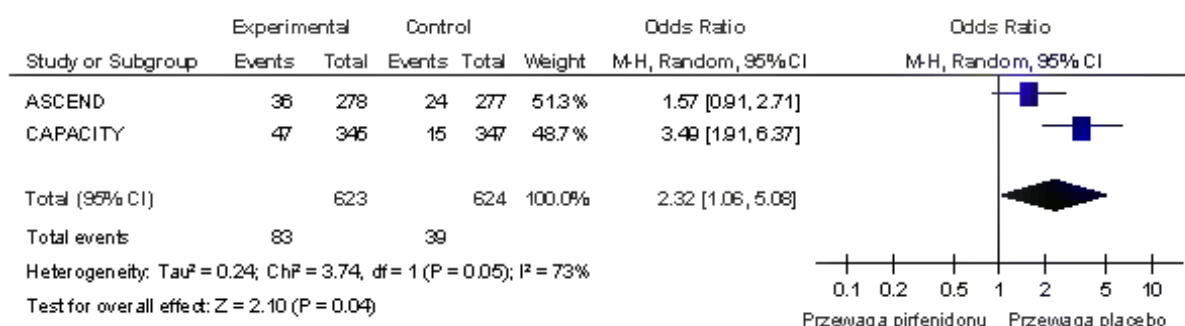 Experimental Control Odds Ratio Odds Ratio
Study or Subgroup Events Total Events Total Weight M-H, Random, 95% CI M-H, Random, 95% CI
ASCEND 36 278 24 277 51.3% 1.57 [0.91, 2.71]
CAPACITY 47 345 15 347 48.7% 3.49 [1.91, 6.37]
Total (95% CI) 623 624 100.0% 2.32 [1.06, 5.08]
Total events 83 39
Heterogeneity: Tau² = 0.24; Chi² = 3.74, df = 1 (P = 0.05); I² = 73%
Test for overall effect: Z = 2.10 (P = 0.04)
0.1 0.2 0.5 1 2 5 10
Przewaga pirfenidonu Przewaga placebo